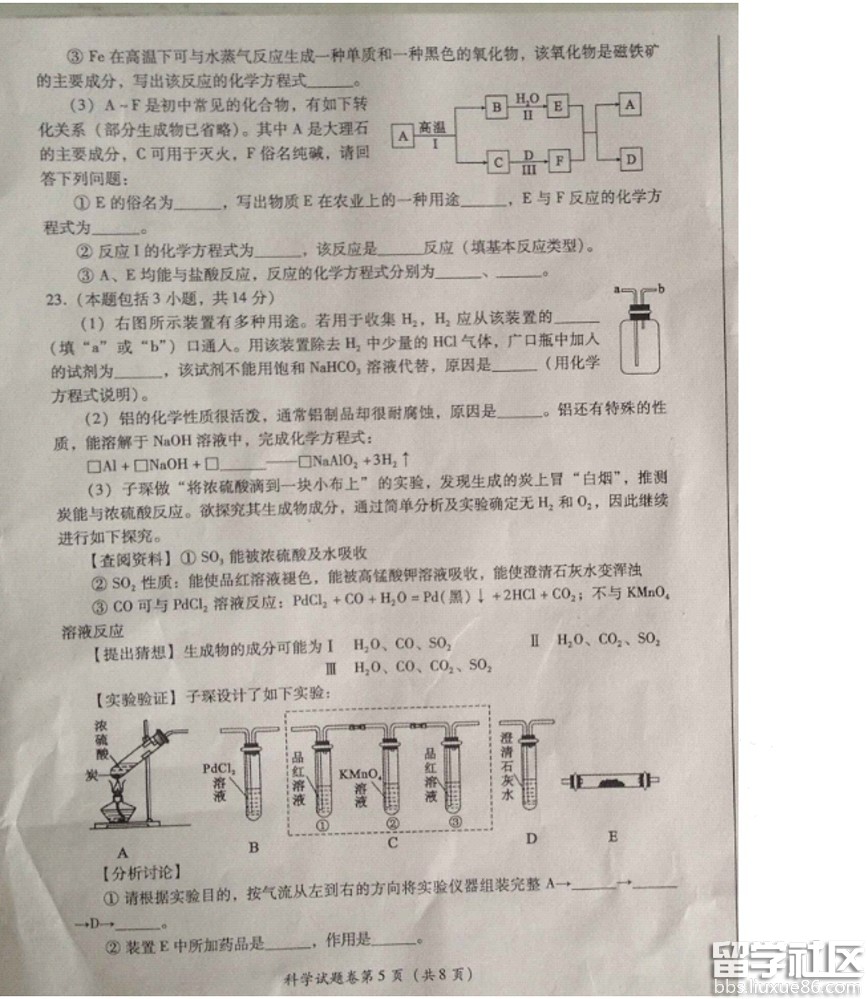 ③ Fe 在高温下可与水蒸气反应生成一种单质和一种黑色的氧化物，该氧化物是磁铁矿
的主要成分，写出该反应的化学方程式______。
(3) A~F是初中常见的化合物，有如下转
化关系（部分生成物已省略）。其中 A 是大理石
的主要成分，C 可用于灭火，F 俗名纯碱，请回
答下列问题：
A 高温 I B H₂O II E A
C D III F D
① E 的俗名为______，写出物质 E 在农业上的一种用途______，E 与 F 反应的化学方
程式为______。
② 反应 I 的化学方程式为______，该反应是______反应（填基本反应类型）。
③ A、E 均能与盐酸反应，反应的化学方程式分别为______、______。
23.（本题包括 3 小题，共 14 分）
(1) 右图所示装置有多种用途。若用于收集 H₂，H₂ 应从该装置的______
（填“a”或“b”）口通人。用该装置除去 H₂ 中少量的 HCl 气体，广口瓶中加人
的试剂为______，该试剂不能用饱和 NaHCO₃ 溶液代替，原因是______（用化学
方程式说明）。
a b
(2) 铝的化学性质很活泼，通常铝制品却很耐腐蚀，原因是______。铝还有特殊的性
质，能溶解于 NaOH 溶液中，完成化学方程式：
□Al + □NaOH + □______——□NaAlO₂ +3H₂↑
(3) 子琛做“将浓硫酸滴到一块小布上”的实验，发现生成的炭上冒“白烟”，推测
炭能与浓硫酸反应。欲探究其生成物成分，通过简单分析及实验确定无 H₂ 和 O₂，因此继续
进行如下探究。
【查阅资料】① SO₃ 能被浓硫酸及水吸收
② SO₂ 性质：能使品红溶液褪色，能被高锰酸钾溶液吸收，能使澄清石灰水变浑浊
③ CO 可与 PdCl₂ 溶液反应：PdCl₂ + CO + H₂O = Pd(黑)↓ +2HCl + CO₂；不与 KMnO₄
溶液反应
【提出猜想】生成物的成分可能为 Ⅰ H₂O、CO、SO₂ Ⅱ H₂O、CO₂、SO₂
Ⅲ H₂O、CO、CO₂、SO₂
【实验验证】子琛设计了如下实验：
浓硫酸
炭
A
PdCl₂溶液
B
品红溶液 ①
KMnO₄溶液 ②
品红溶液 ③
C
澄清石灰水
D
E
【分析讨论】
① 请根据实验目的，按气流从左到右的方向将实验仪器组装完整 A→______→______
→D→______。
② 装置 E 中所加药品是______，作用是______。
科学试题卷第 5 页（共 8 页）
留学社区
bbs.liuxue86.com